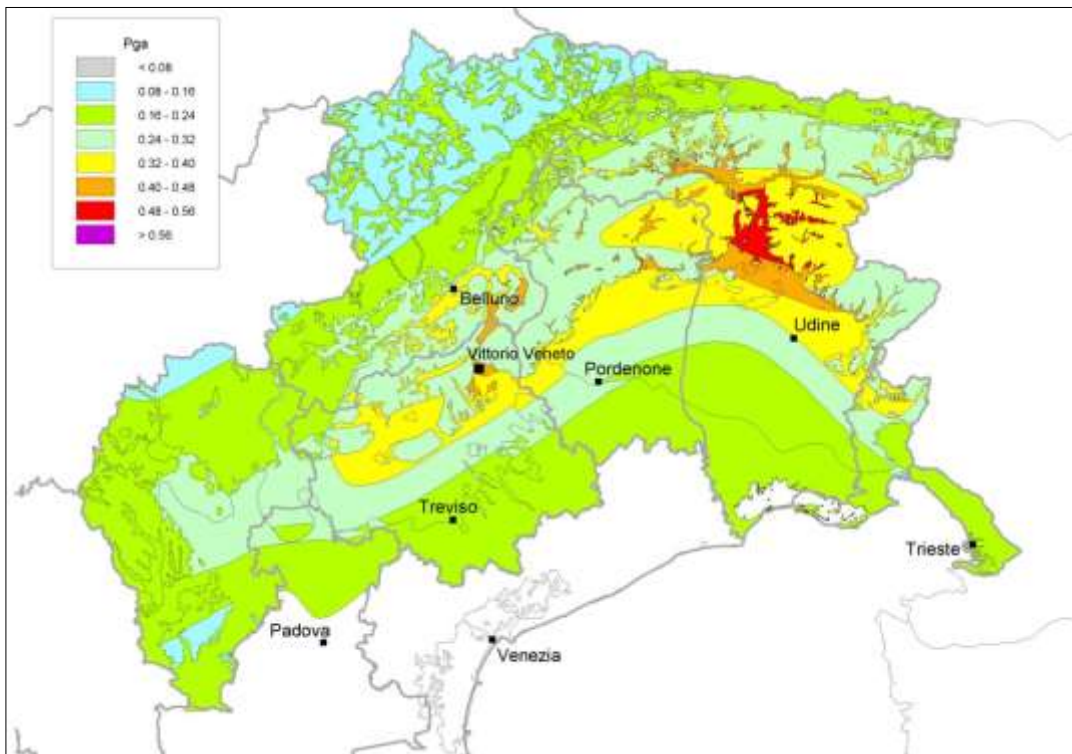 Pga
< 0.08
0.08 - 0.16
0.16 - 0.24
0.24 - 0.32
0.32 - 0.40
0.40 - 0.48
0.48 - 0.56
> 0.56
Belluno
Vittorio Veneto
Udine
Pordenone
Treviso
Trieste
Padova
Venezia